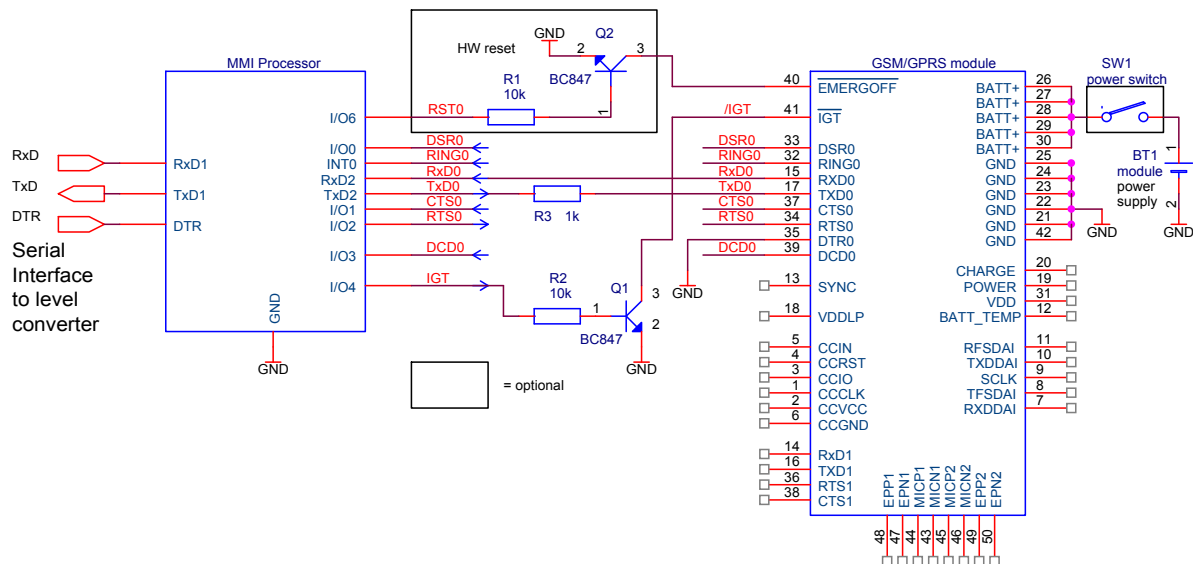 HW reset
GND
Q2
2
3
BC847
1
R1
10k
MMI Processor
I/O6
RST0
I/O0
DSR0
INT0
RING0
RxD2
RxD0
TxD2
TxD0
I/O1
CTS0
I/O2
RTS0
I/O3
DCD0
I/O4
IGT
RxD
RxD1
TxD
TxD1
DTR
DTR
Serial
Interface
to level
converter
GND
GND
R3 1k
R2
10k
Q1
1
3
2
BC847
GND
= optional
/IGT
GSM/GPRS module
40
EMERGOFF
41
IGT
DSR0
33
DSR0
RING0
32
RING0
RxD0
15
RXD0
TxD0
17
TXD0
CTS0
37
CTS0
RTS0
34
RTS0
35
DTR0
DCD0
39
DCD0
GND
13
SYNC
18
VDDLP
5
CCIN
4
CCRST
3
CCIO
1
CCCLK
2
CCVCC
6
CCGND
14
RxD1
16
TXD1
36
RTS1
38
CTS1
BATT+
26
BATT+
27
BATT+
28
BATT+
29
BATT+
30
GND
25
GND
24
GND
23
GND
22
GND
21
GND
42
CHARGE
20
POWER
19
VDD
31
BATT_TEMP
12
RFSDAI
11
TXDDAI
10
SCLK
9
TFSDAI
8
RXDDAI
7
EPP1
EPN1
MICP1
MICN1
MICP2
MICN2
EPP2
EPN2
48
47
44
43
45
46
49
50
SW1
power switch
BT1
module
power
supply
1
2
GND
GND